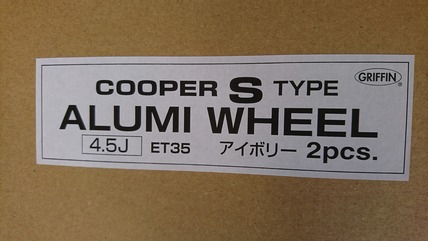 COOPER S TYPE GRIFFIN®
ALUMI WHEEL
4.5J ET35 アイボリー 2pcs.